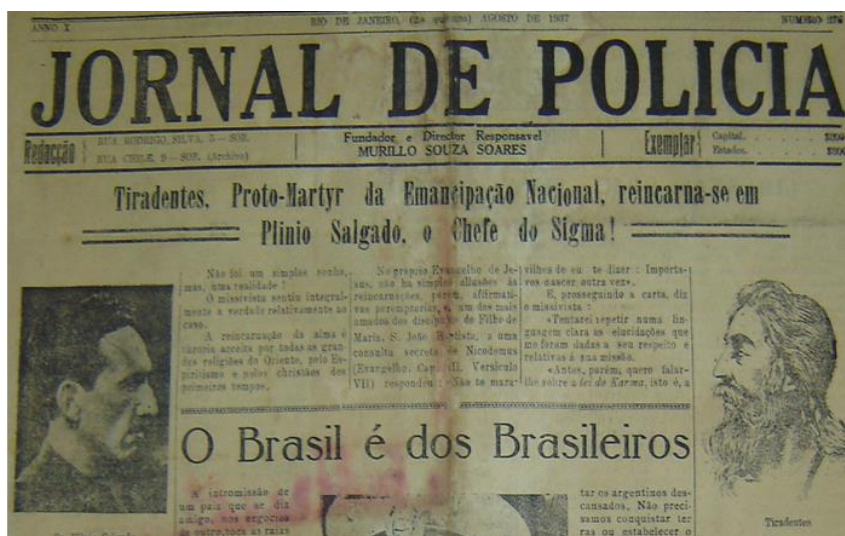 ANNO X
RIO DE JANEIRO, (2a quinzena) AGOSTO DE 1937
NUMERO 276
JORNAL DE POLICIA
Redacção
RUA RODRIGO SILVA, 5 – SOB.
RUA CHILE, 9 – SOB. (Archivo)
Fundador e Director Responsavel
MURILLO SOUZA SOARES
Exemplar
Capital
Estados
Tiradentes, Proto-Martyr da Emancipação Nacional, reincarna-se em
Plinio Salgado, o Chefe do Sigma!
Não foi um simples sonho,
mas, uma realidade!
O missivista sentiu integral-
mente a verdade relativamente ao
caso.
A reincarnação da alma é
theoria acceita por todas as gran-
des religiões do Oriente, pelo Es-
piritismo e pelos christãos dos
primeiros tempos.
No proprio Evangelho de Je-
sus, não ha simples allusões ás
reincarnações, porém, affirmati-
vas peremptorias, e, um dos mais
amados dos discipulos do Filho de
Maria, S. João Baptista, a uma
consulta secreta de Nicodemus
(Evangelho. Cap. III. Versiculo
VII) respondeu: «Não te mara-
vilhes de eu te dizer: Importa-
vos nascer outra vez».
E, proseguindo a carta, diz
o missivista:
«Tentarei repetir numa lin-
guagem clara as elucidações que
me foram dadas a seu respeito e
relativas á sua missão.
«Antes, porém, quero falar-
lhe sobre a lei do Karma, isto é, a
O Brasil é dos Brasileiros
A intromissão de
um paiz que se diz
amigo, nos negocios
de outro, toca as raias
tar os argentinos des-
cansados. Não preci-
samos conquistar ter
ras ou estabelecer o
Tiradentes